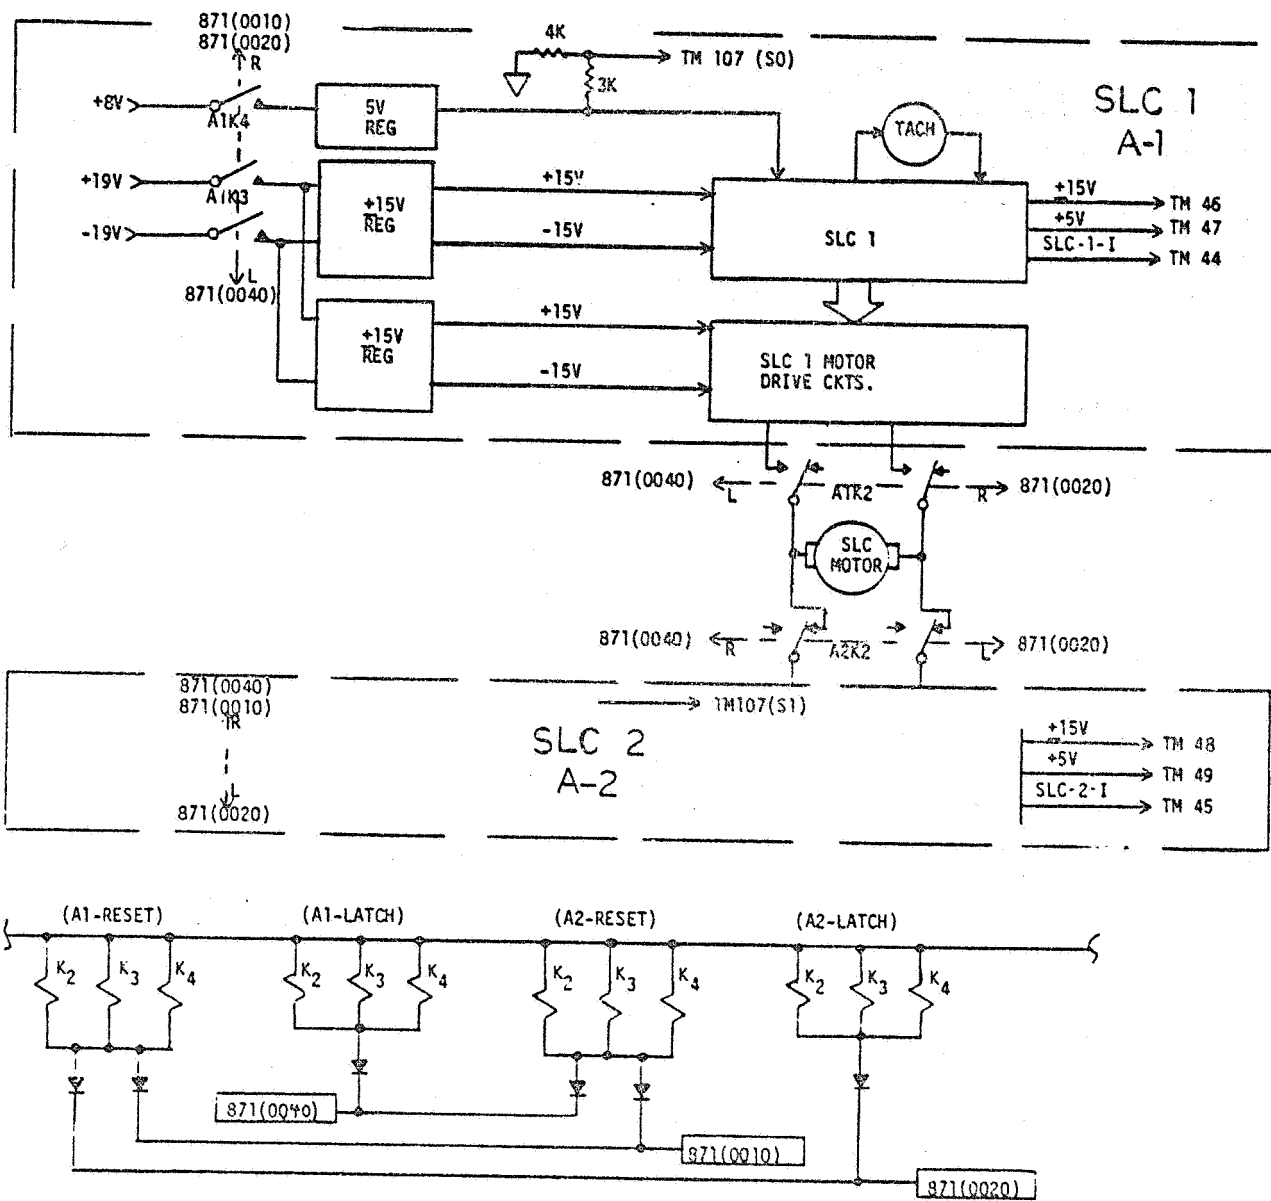 871(0010)
871(0020)
R
4K
TM 107 (S0)
3K
+8V
A1K4
5V
REG
TACH
SLC 1
A-1
+19V
A1K3
+15V
REG
+15V
-15V
SLC 1
+15V
TM 46
+5V
TM 47
SLC-1-I
TM 44
-19V
L
871(0040)
+15V
REG
+15V
-15V
SLC 1 MOTOR
DRIVE CKTS.
871(0040)
L
A1K2
R
871(0020)
SLC
MOTOR
871(0040)
R
A2K2
L
871(0020)
871(0040)
871(0010)
R
L
871(0020)
TM107(S1)
SLC 2
A-2
+15V
TM 48
+5V
TM 49
SLC-2-I
TM 45
(A1-RESET)
(A1-LATCH)
(A2-RESET)
(A2-LATCH)
K2 K3 K4
K2 K3 K4
K2 K3 K4
K2 K3 K4
871(0040)
871(0010)
871(0020)